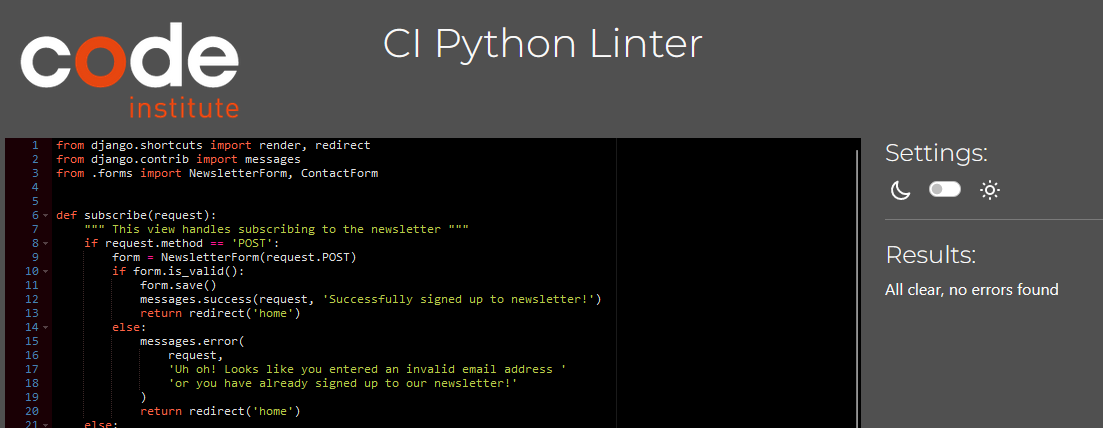 code
institute
CI Python Linter
1 from django.shortcuts import render, redirect
2 from django.contrib import messages
3 from .forms import NewsletterForm, ContactForm
4
5
6 def subscribe(request):
7     """ This view handles subscribing to the newsletter """
8     if request.method == 'POST':
9         form = NewsletterForm(request.POST)
10         if form.is_valid():
11             form.save()
12             messages.success(request, 'Successfully signed up to newsletter!')
13             return redirect('home')
14         else:
15             messages.error(
16                 request,
17                 'Uh oh! Looks like you entered an invalid email address '
18                 'or you have already signed up to our newsletter!'
19             )
20             return redirect('home')
21     else:
Settings:
Results:
All clear, no errors found